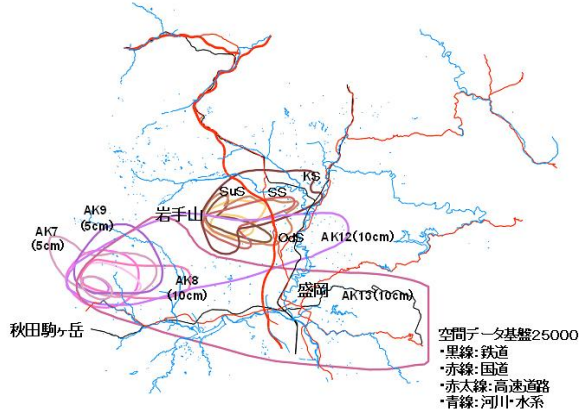 KS
SuS
SS
岩手山
AK9
(5cm)
AK7
(5cm)
OdS
AK12(10cm)
AK8
(10cm)
盛岡
AK13(10cm)
秋田駒ヶ岳
空間データ基盤25000
・黒線:鉄道
・赤線:国道
・赤太線:高速道路
・青線:河川・水系